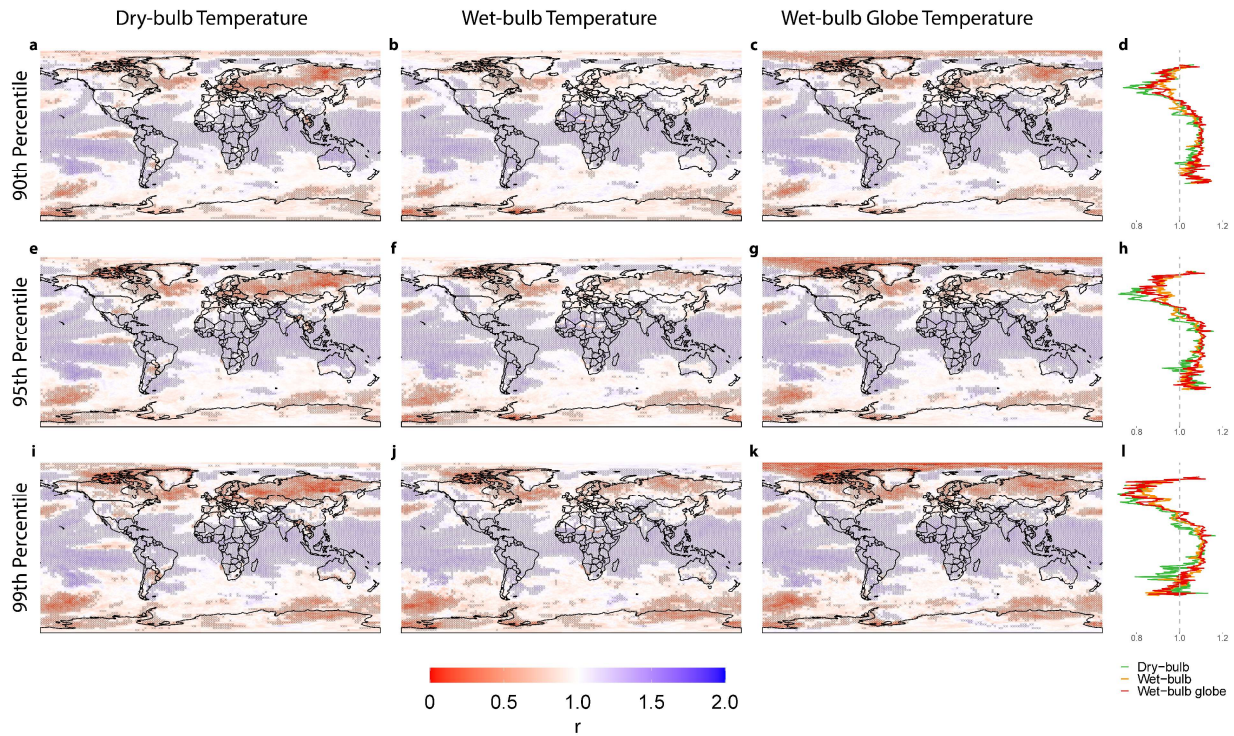 Dry-bulb Temperature
Wet-bulb Temperature
Wet-bulb Globe Temperature
a
b
c
d
90th Percentile
0.8 1.0 1.2
e
f
g
h
95th Percentile
0.8 1.0 1.2
i
j
k
l
99th Percentile
0.8 1.0 1.2
0 0.5 1.0 1.5 2.0
r
Dry−bulb
Wet−bulb
Wet−bulb globe